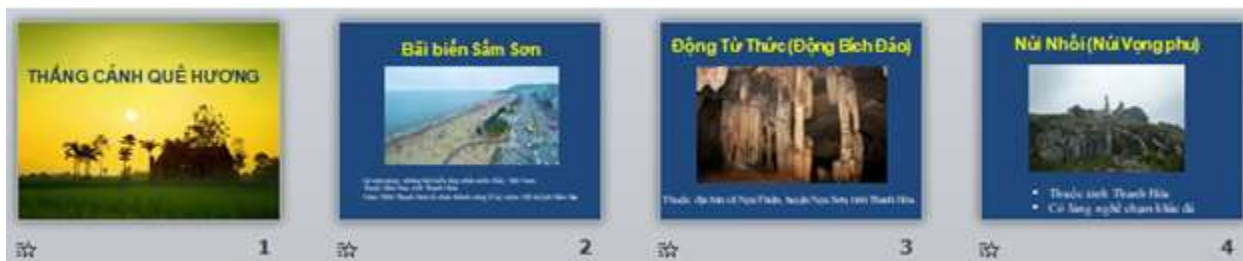 THẮNG CẢNH QUÊ HƯƠNG
1
Bãi biển Sầm Sơn
2
Động Từ Thức (Động Bích Đào)
Thuộc địa bàn xã Nga Thiện, huyện Nga Sơn, tỉnh Thanh Hóa
3
Núi Nhồi (Núi Vọng phu)
Thuộc tỉnh Thanh Hóa
Có làng nghề chạm khắc đá
4